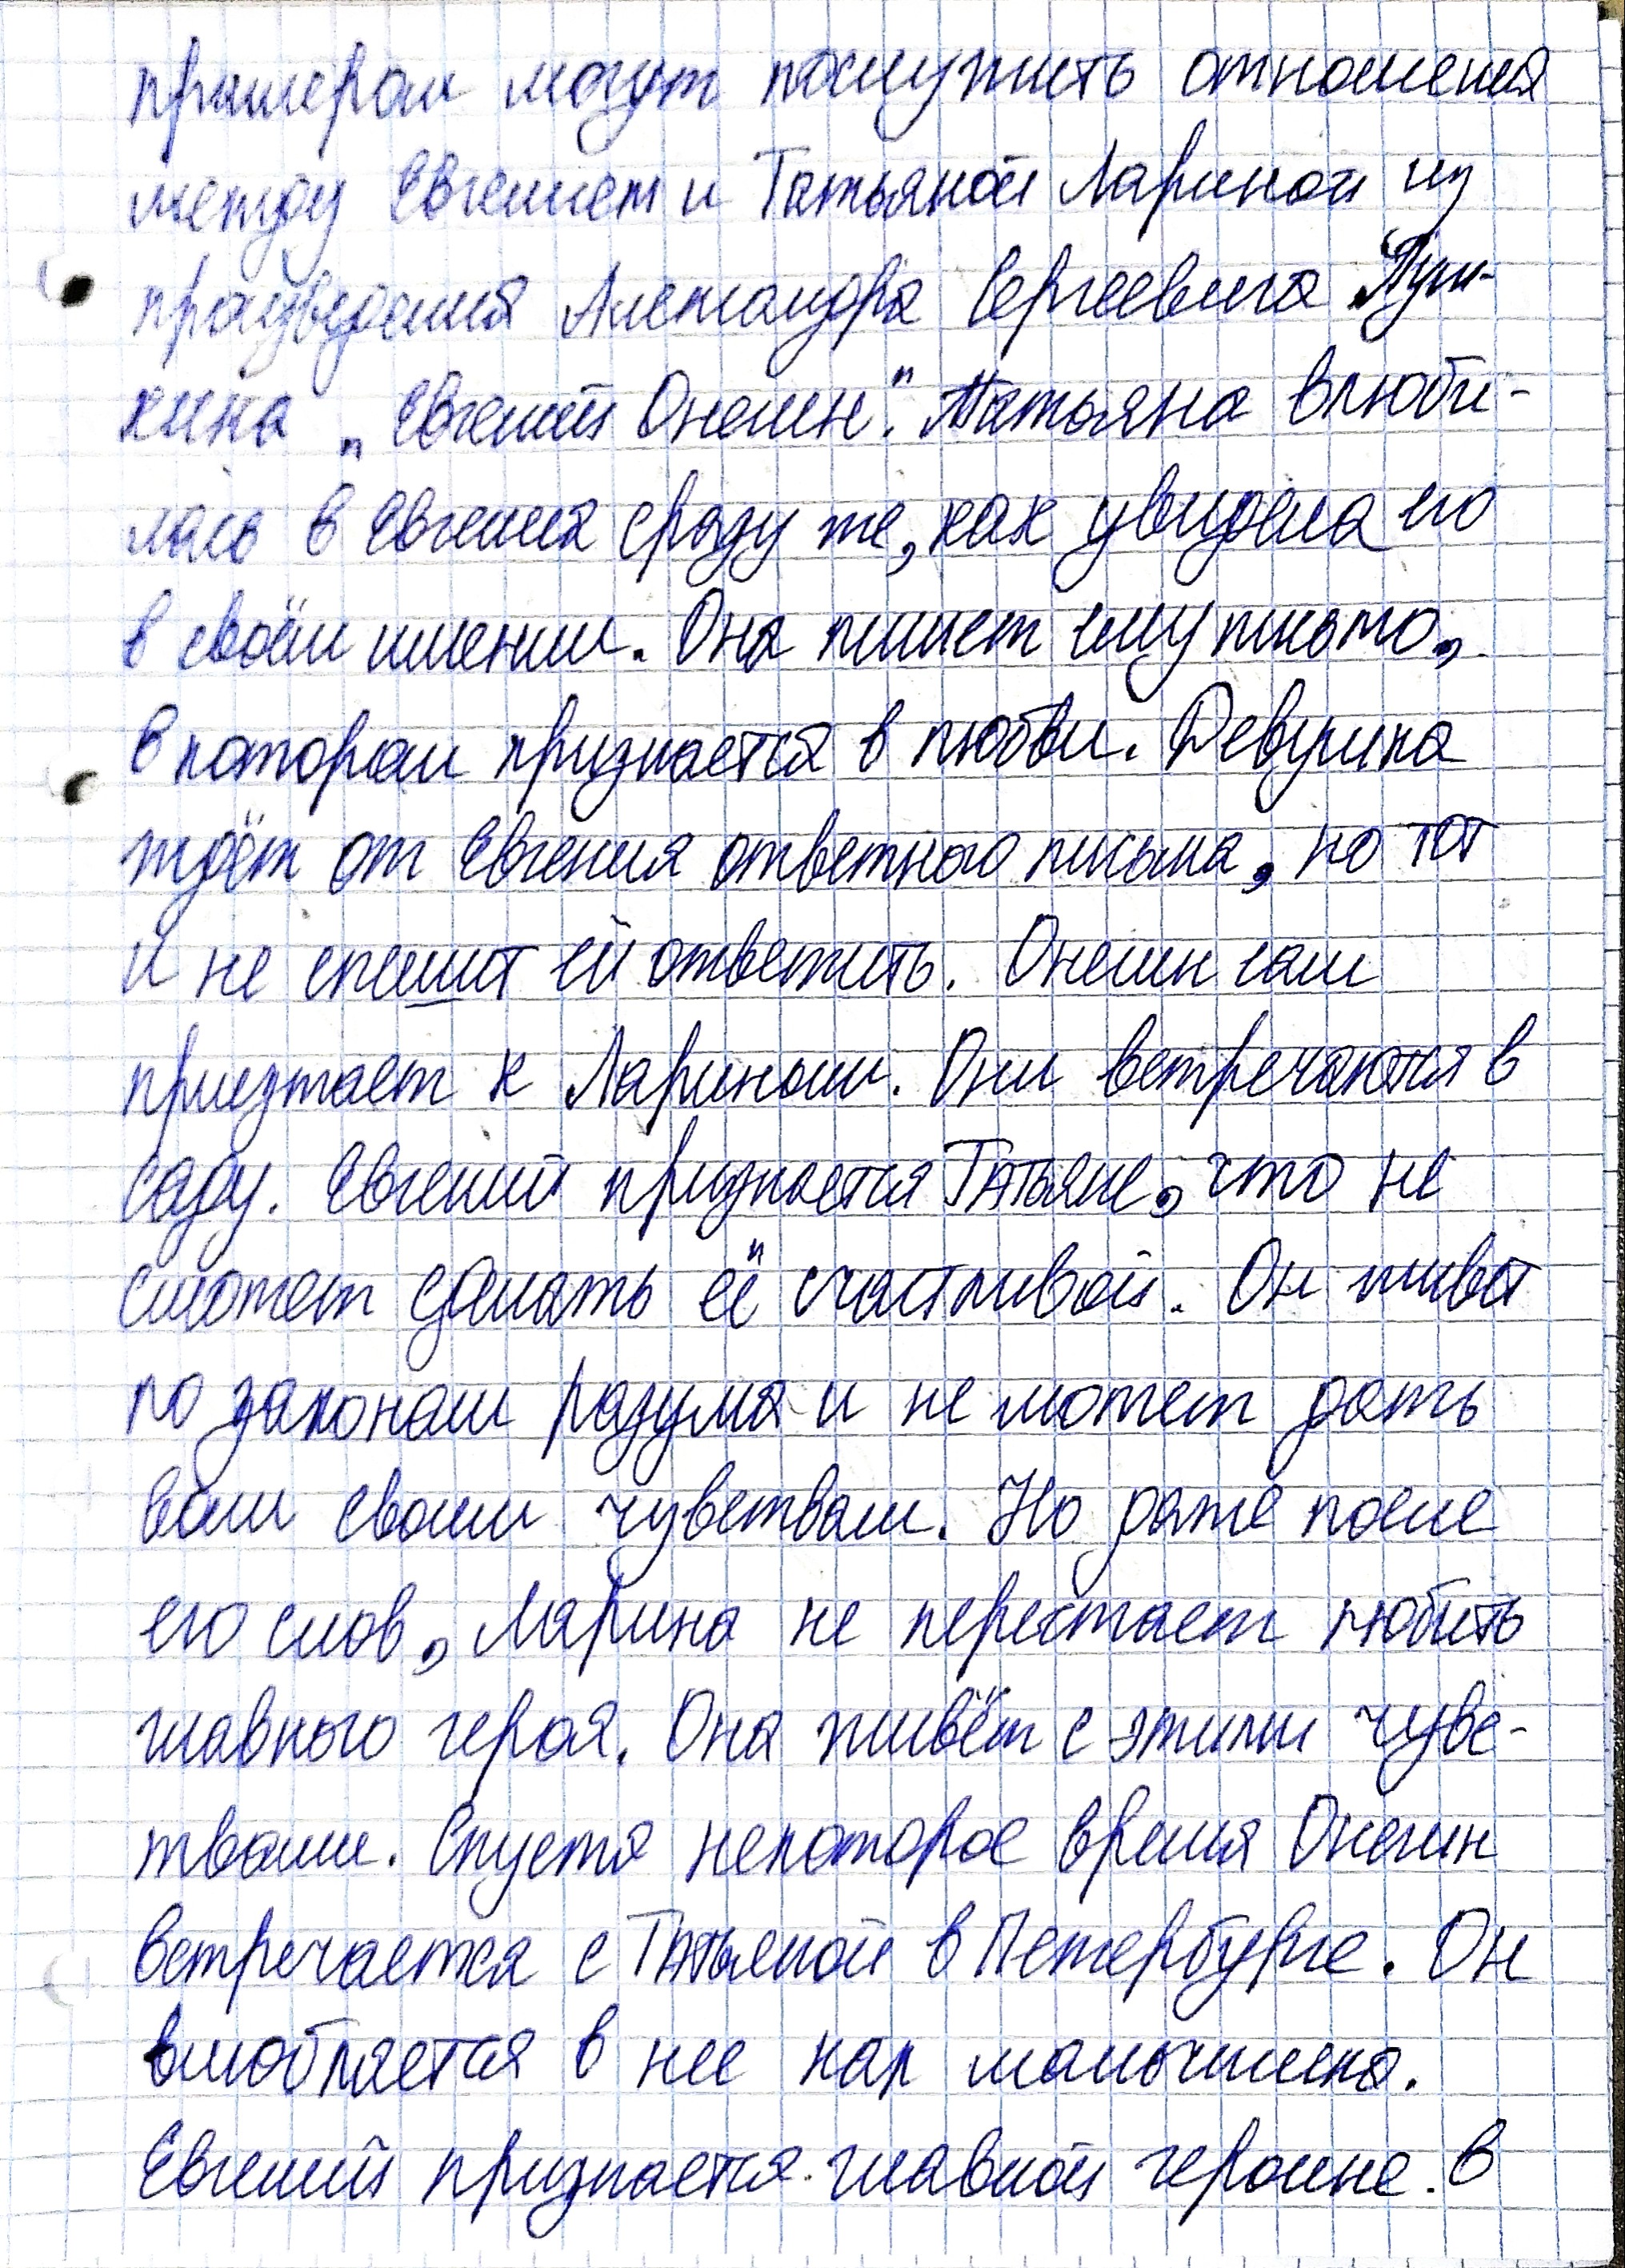 примером могут послужить отношения
между Евгением и Татьяной Лариной из
произведения Александра Сергеевича Пуш-
кина „Евгений Онегин". Татьяна влюби-
лась в Евгения сразу же, как увидела его
в своём имении. Она пишет ему письмо,
в котором признается в любви. Девушка
ждёт от Евгения ответного письма, но тот
и не спешит ей ответить. Онегин сам
приезжает к Лариным. Они встречаются в
саду. Евгений признается Татьяне, что не
сможет сделать её счастливой. Он живет
по законам разума и не может дать
волю своим чувствам. Но даже после
его слов, Ларина не перестает любить
главного героя. Она живёт с этими чувс-
твами. Спустя некоторое время Онегин
встречается с Татьяной в Петербурге. Он
влюбляется в нее как мальчишка.
Евгений признается главной героине в